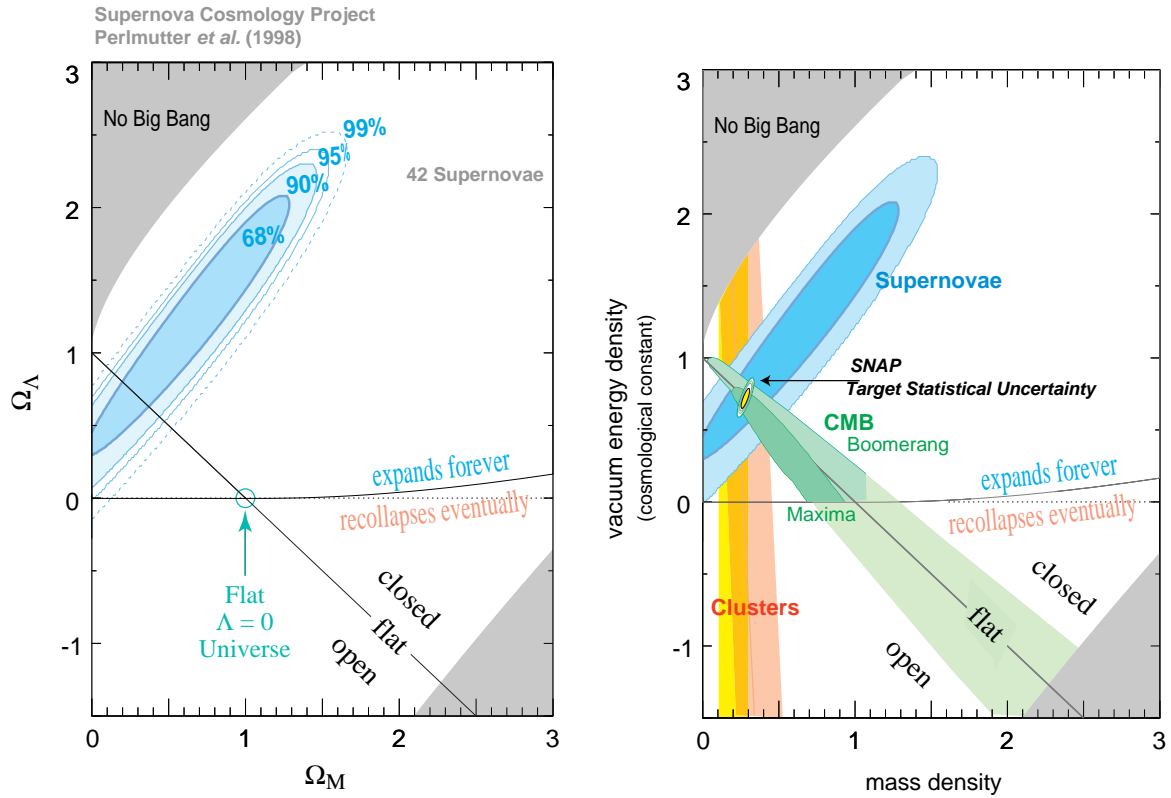 Supernova Cosmology Project
Perlmutter et al. (1998)
3
No Big Bang
99%
95%
90%
42 Supernovae
2
68%
1
Ω_Λ
expands forever
0
recollapses eventually
Flat
Λ = 0
Universe
closed
flat
open
-1
0
1
2
3
Ω_M
3
No Big Bang
2
Supernovae
1
SNAP
Target Statistical Uncertainty
CMB
Boomerang
vacuum energy density
(cosmological constant)
expands forever
0
Maxima
recollapses eventually
closed
Clusters
flat
open
-1
0
1
2
3
mass density